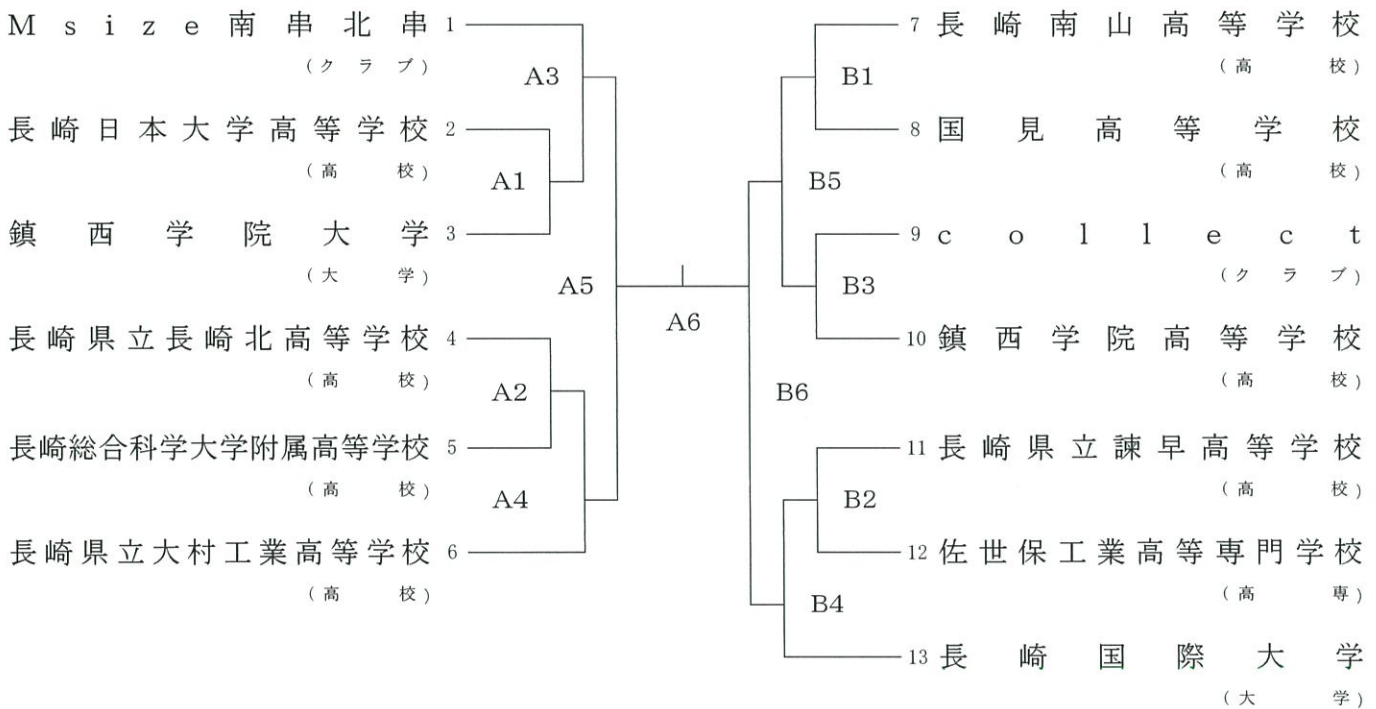 Msize南串北串 1
(クラブ)
A3
長崎日本大学高等学校 2
(高校)
A1
鎮西学院大学 3
(大学)
A5
長崎県立長崎北高等学校 4
(高校)
A2
長崎総合科学大学附属高等学校 5
(高校)
A4
長崎県立大村工業高等学校 6
(高校)
A6
7 長崎南山高等学校
(高校)
B1
8 国見高等学校
(高校)
B5
9 collect
(クラブ)
B3
10 鎮西学院高等学校
(高校)
B6
11 長崎県立諫早高等学校
(高校)
B2
12 佐世保工業高等専門学校
(高専)
B4
13 長崎国際大学
(大学)